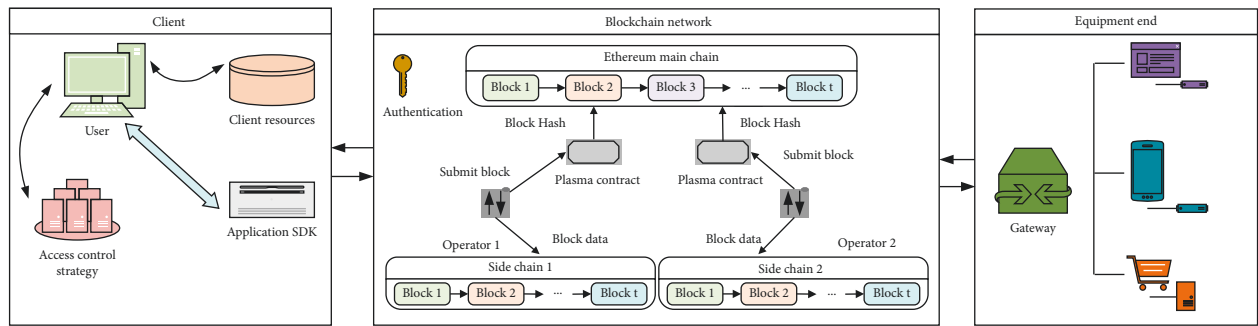 Client
User
Client resources
Access control
strategy
Application SDK
Blockchain network
Authentication
Ethereum main chain
Block 1
Block 2
Block 3
...
Block t
Block Hash
Block Hash
Submit block
Plasma contract
Plasma contract
Submit block
Operator 1
Block data
Block data
Operator 2
Side chain 1
Block 1
Block 2
...
Block t
Side chain 2
Block 1
Block 2
...
Block t
Equipment end
Gateway